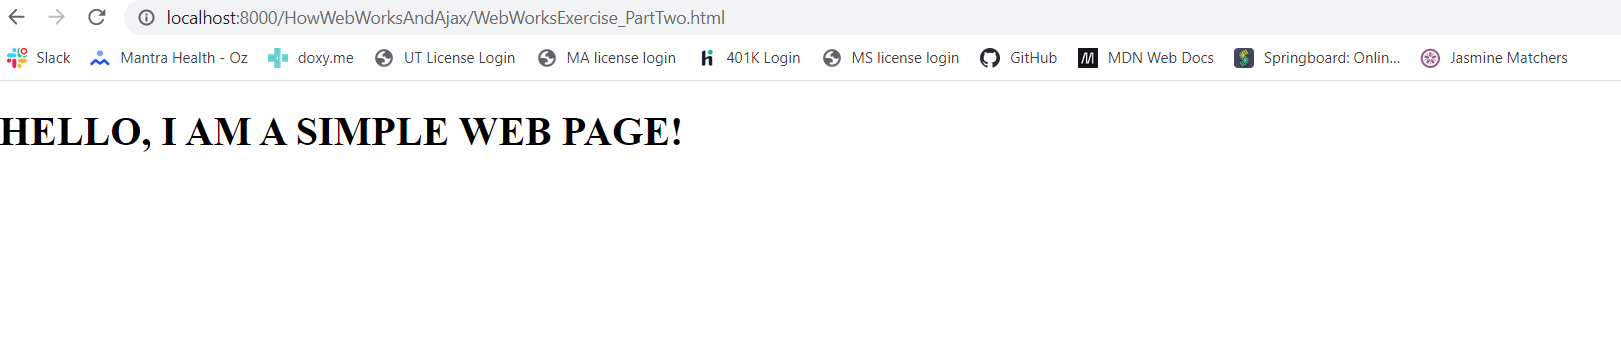 localhost:8000/HowWebWorksAndAjax/WebWorksExercise_PartTwo.html
Slack Mantra Health - Oz doxy.me UT License Login MA license login 401K Login MS license login GitHub MDN Web Docs Springboard: Onlin... Jasmine Matchers
HELLO, I AM A SIMPLE WEB PAGE!